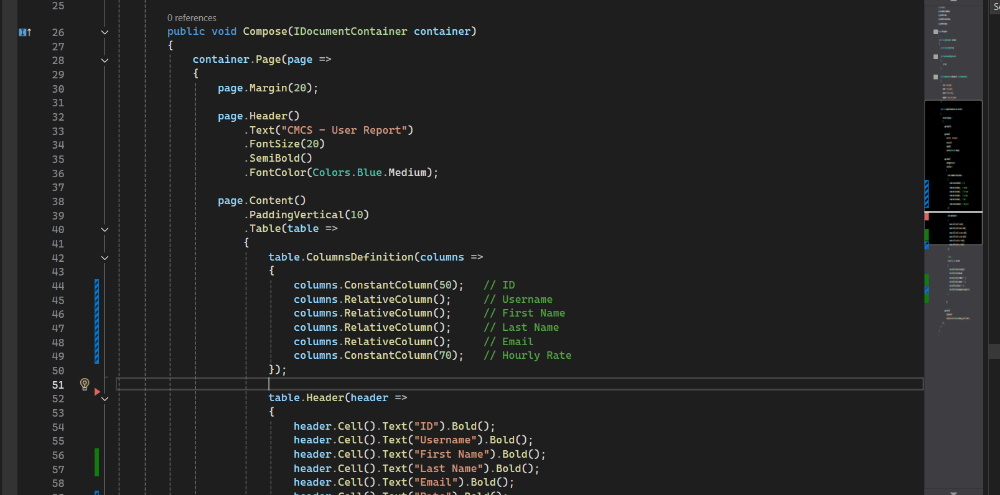 25
0 references
26 public void Compose(IDocumentContainer container)
27 {
28 container.Page(page =>
29 {
30 page.Margin(20);
31
32 page.Header()
33 .Text("CMCS - User Report")
34 .FontSize(20)
35 .SemiBold()
36 .FontColor(Colors.Blue.Medium);
37
38 page.Content()
39 .PaddingVertical(10)
40 .Table(table =>
41 {
42 table.ColumnsDefinition(columns =>
43 {
44 columns.ConstantColumn(50); // ID
45 columns.RelativeColumn(); // Username
46 columns.RelativeColumn(); // First Name
47 columns.RelativeColumn(); // Last Name
48 columns.RelativeColumn(); // Email
49 columns.ConstantColumn(70); // Hourly Rate
50 });
51
52 table.Header(header =>
53 {
54 header.Cell().Text("ID").Bold();
55 header.Cell().Text("Username").Bold();
56 header.Cell().Text("First Name").Bold();
57 header.Cell().Text("Last Name").Bold();
58 header.Cell().Text("Email").Bold();